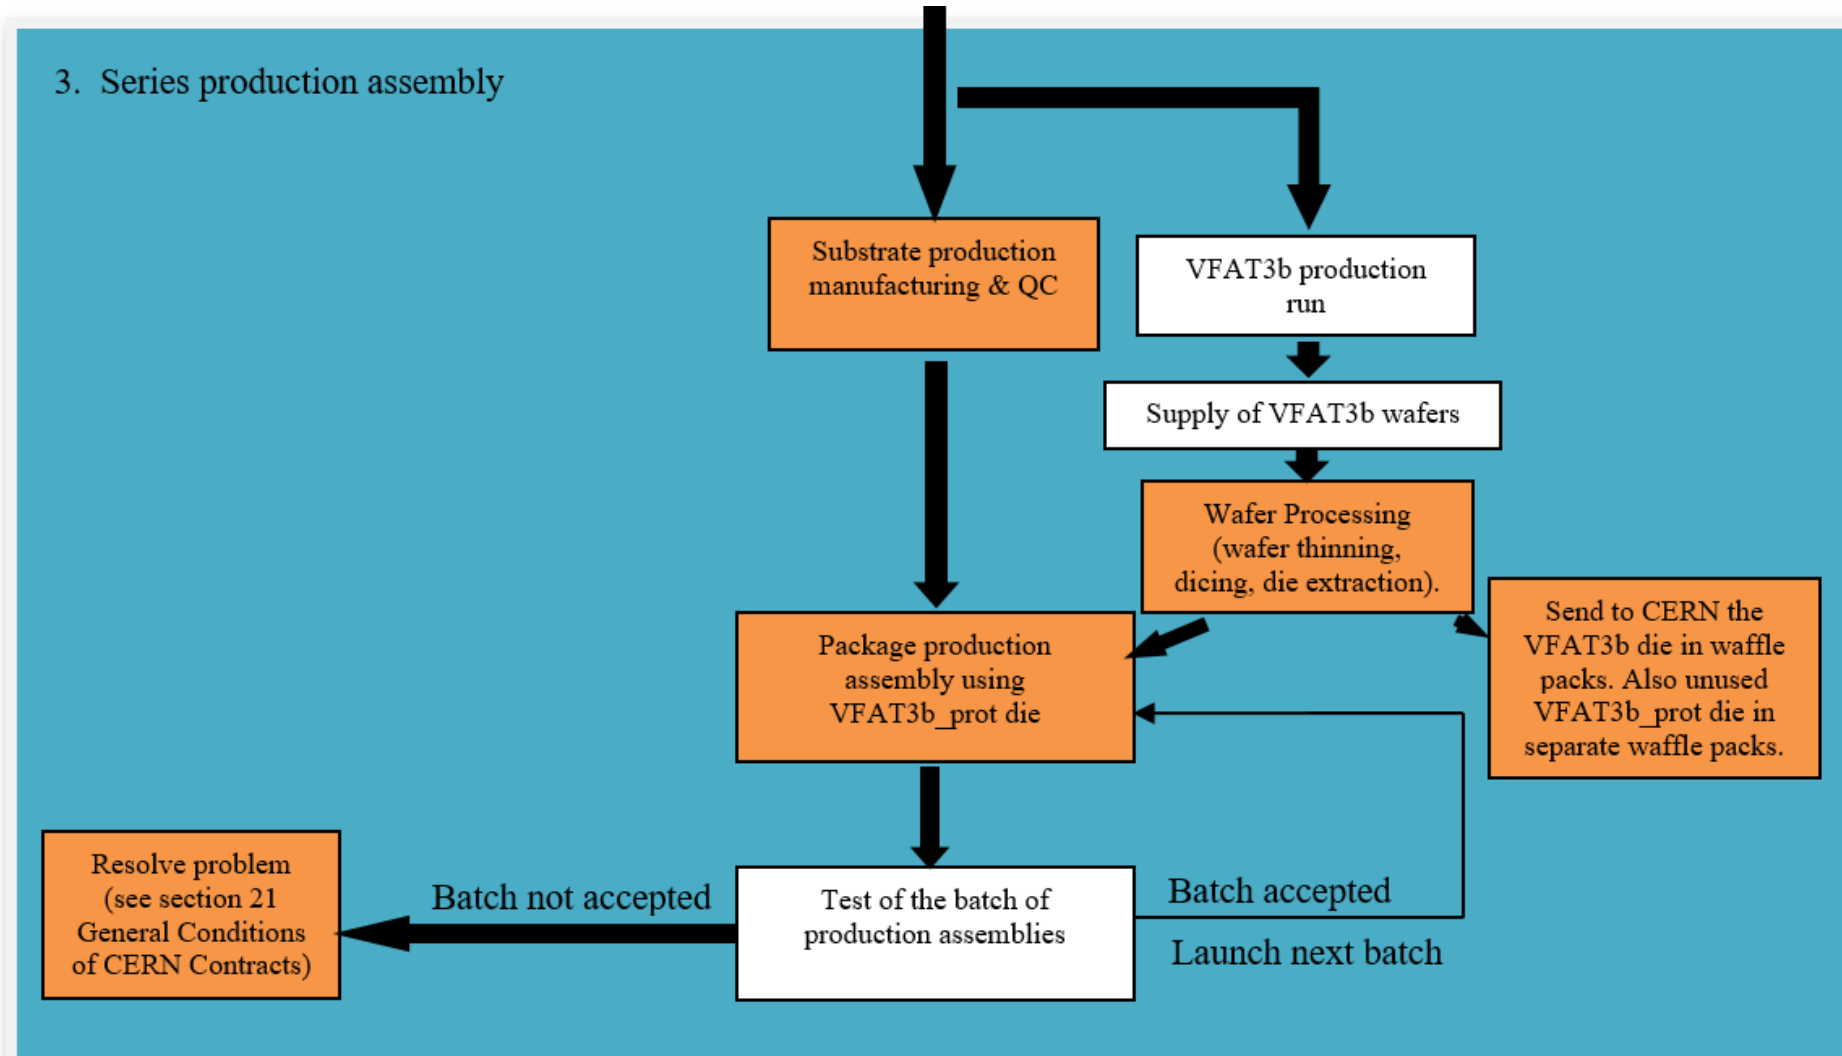 3. Series production assembly
Substrate production
manufacturing & QC
VFAT3b production
run
Supply of VFAT3b wafers
Wafer Processing
(wafer thinning,
dicing, die extraction).
Send to CERN the
VFAT3b die in waffle
packs. Also unused
VFAT3b_prot die in
separate waffle packs.
Package production
assembly using
VFAT3b_prot die
Resolve problem
(see section 21
General Conditions
of CERN Contracts)
Batch not accepted
Test of the batch of
production assemblies
Batch accepted
Launch next batch